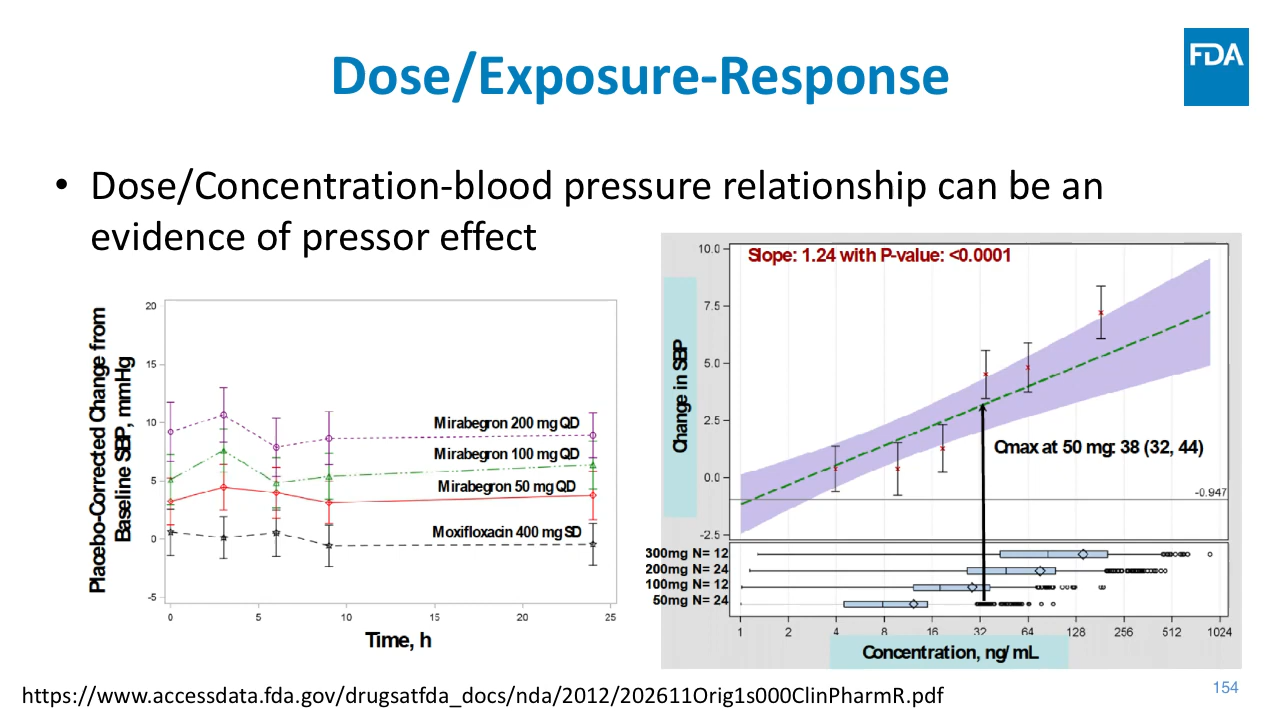 FDA
Dose/Exposure-Response
• Dose/Concentration-blood pressure relationship can be an
evidence of pressor effect
Placebo-Corrected Change from
Baseline SBP, mmHg
20
15
10
5
0
-5
Mirabegron 200 mg QD
Mirabegron 100 mg QD
Mirabegron 50 mg QD
Moxifloxacin 400 mg SD
0 5 10 15 20 25
Time, h
Change in SBP
10.0
7.5
5.0
2.5
0.0
-2.5
Slope: 1.24 with P-value: <0.0001
Cmax at 50 mg: 38 (32, 44)
-0.947
300mg N= 12
200mg N= 24
100mg N= 12
50mg N= 24
1 2 4 8 16 32 64 128 256 512 1024
Concentration, ng/mL
https://www.accessdata.fda.gov/drugsatfda_docs/nda/2012/202611Orig1s000ClinPharmR.pdf
154